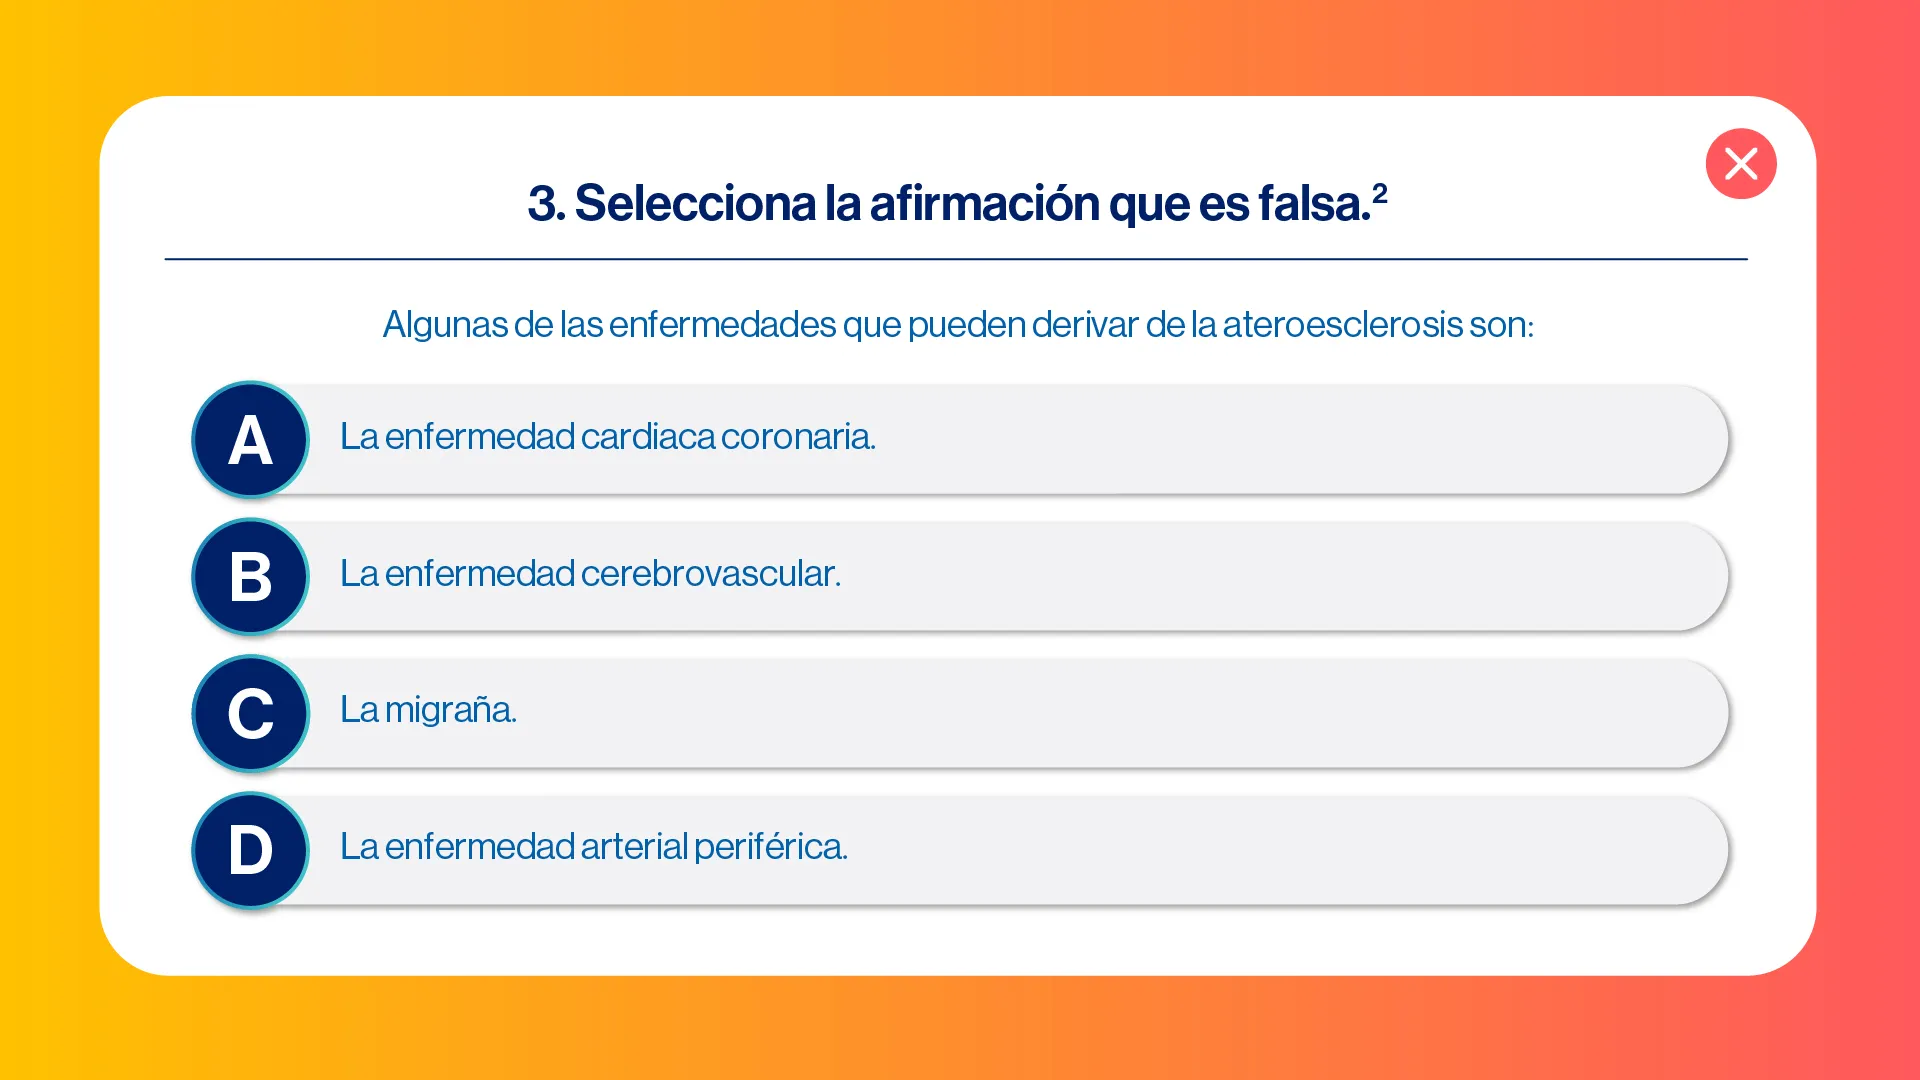 3. Selecciona la afirmación que es falsa.²
Algunas de las enfermedades que pueden derivar de la ateroesclerosis son:
A La enfermedad cardiaca coronaria.
B La enfermedad cerebrovascular.
C La migraña.
D La enfermedad arterial periférica.